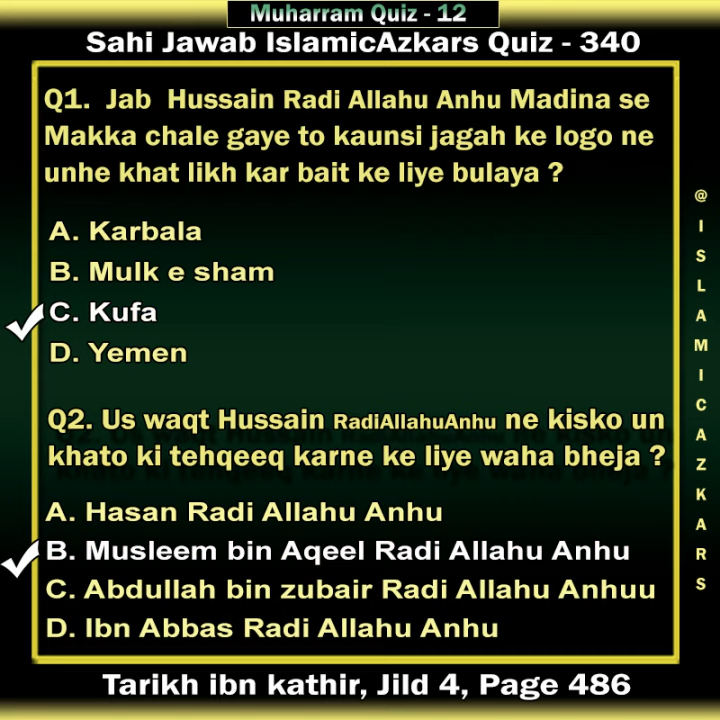 Muharram Quiz - 12
Sahi Jawab IslamicAzkars Quiz - 340
Q1. Jab Hussain Radi Allahu Anhu Madina se
Makka chale gaye to kaunsi jagah ke logo ne
unhe khat likh kar bait ke liye bulaya ?
A. Karbala
B. Mulk e sham
C. Kufa
D. Yemen
Q2. Us waqt Hussain RadiAllahuAnhu ne kisko un
khato ki tehqeeq karne ke liye waha bheja ?
A. Hasan Radi Allahu Anhu
B. Musleem bin Aqeel Radi Allahu Anhu
C. Abdullah bin zubair Radi Allahu Anhuu
D. Ibn Abbas Radi Allahu Anhu
Tarikh ibn kathir, Jild 4, Page 486
@ISLAMICAZKARS